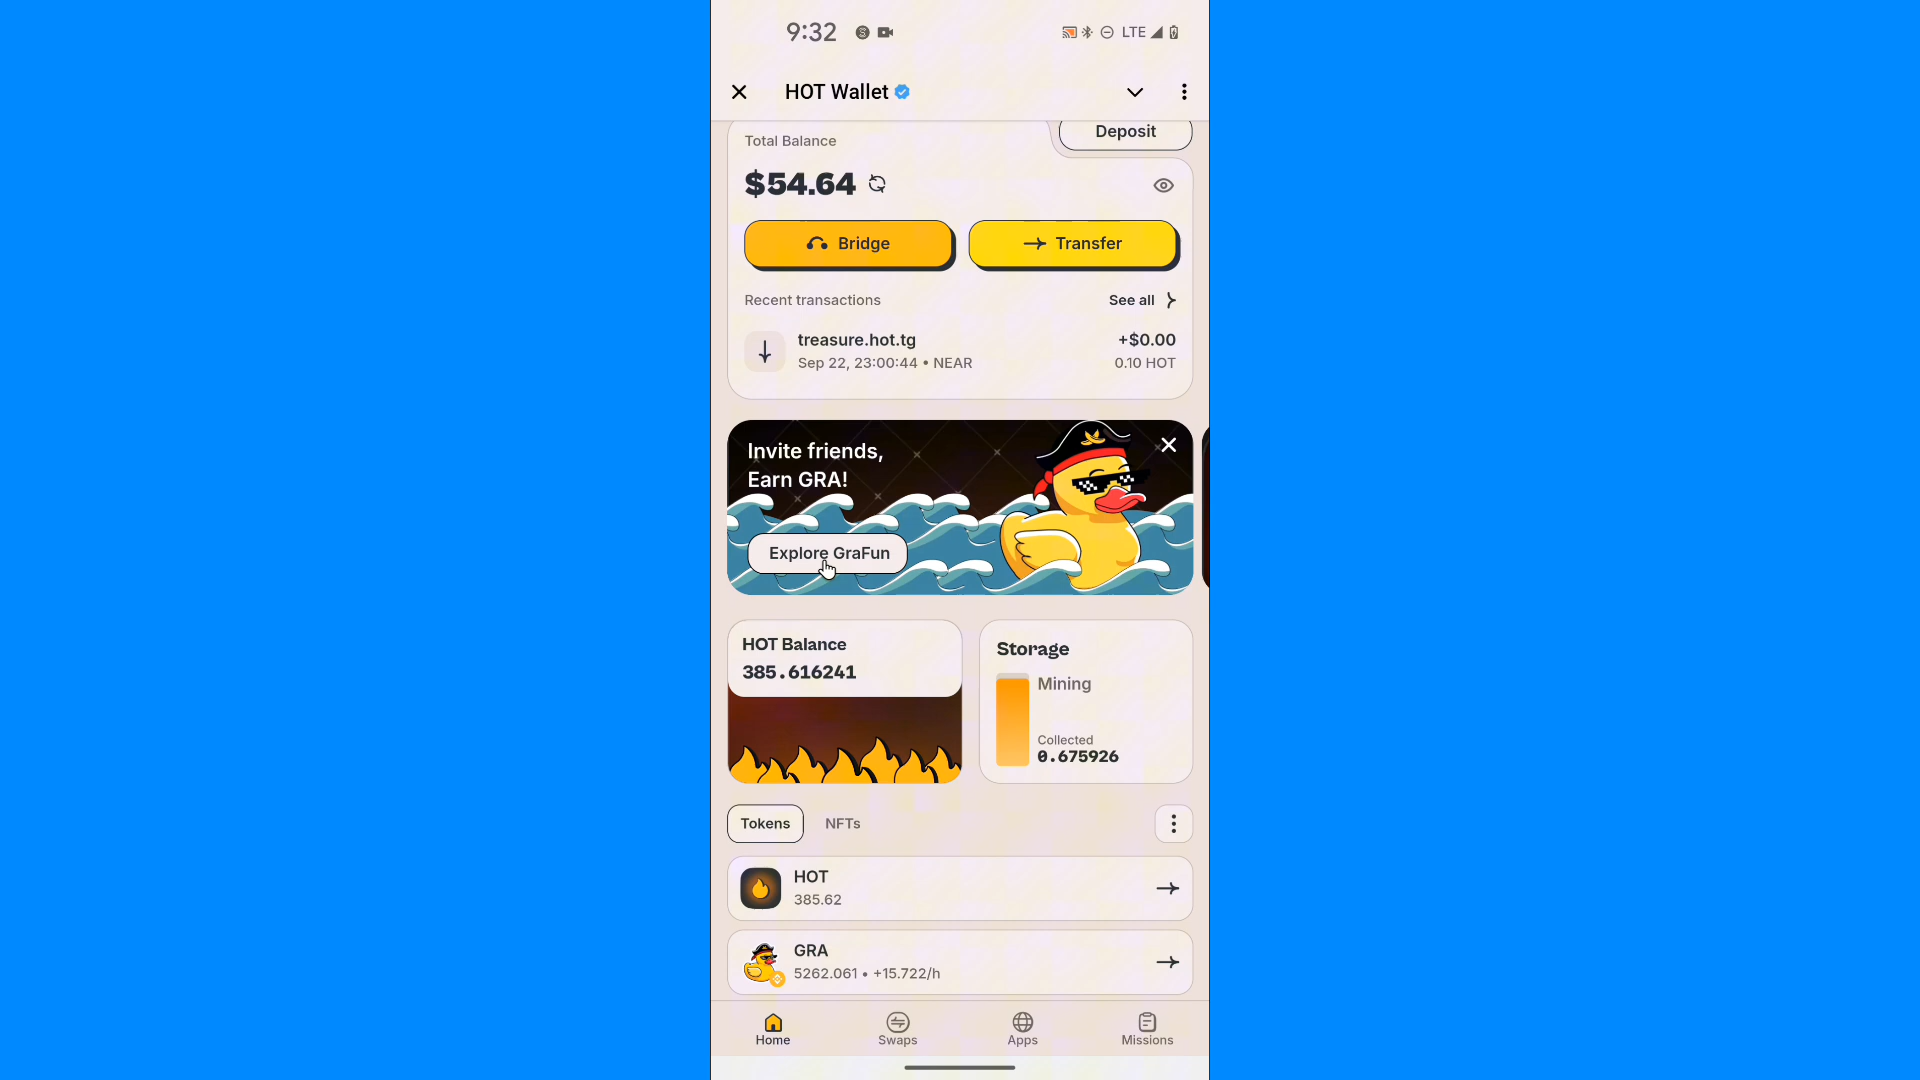 9:32
LTE
HOT Wallet
Deposit
Total Balance
$54.64
Bridge
Transfer
Recent transactions
See all
treasure.hot.tg
+$0.00
Sep 22, 23:00:44 • NEAR
0.10 HOT
Invite friends,
Earn GRA!
Explore GraFun
HOT Balance
385.616241
Storage
Mining
Collected
0.675926
Tokens
NFTs
HOT
385.62
GRA
5262.061 • +15.722/h
Home
Swaps
Apps
Missions